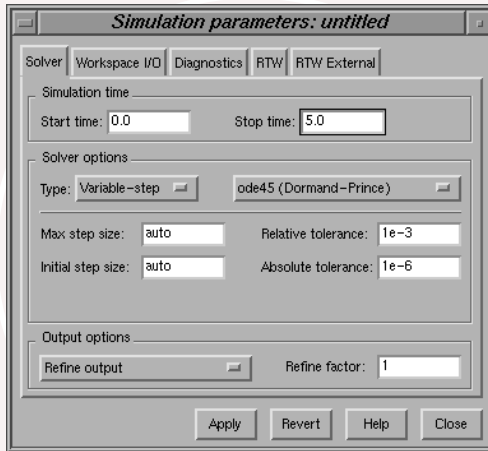 Simulation parameters: untitled
Solver Workspace I/O Diagnostics RTW RTW External
Simulation time
Start time: 0.0 Stop time: 5.0
Solver options
Type: Variable-step ode45 (Dormand-Prince)
Max step size: auto Relative tolerance: 1e-3
Initial step size: auto Absolute tolerance: 1e-6
Output options
Refine output Refine factor: 1
Apply Revert Help Close